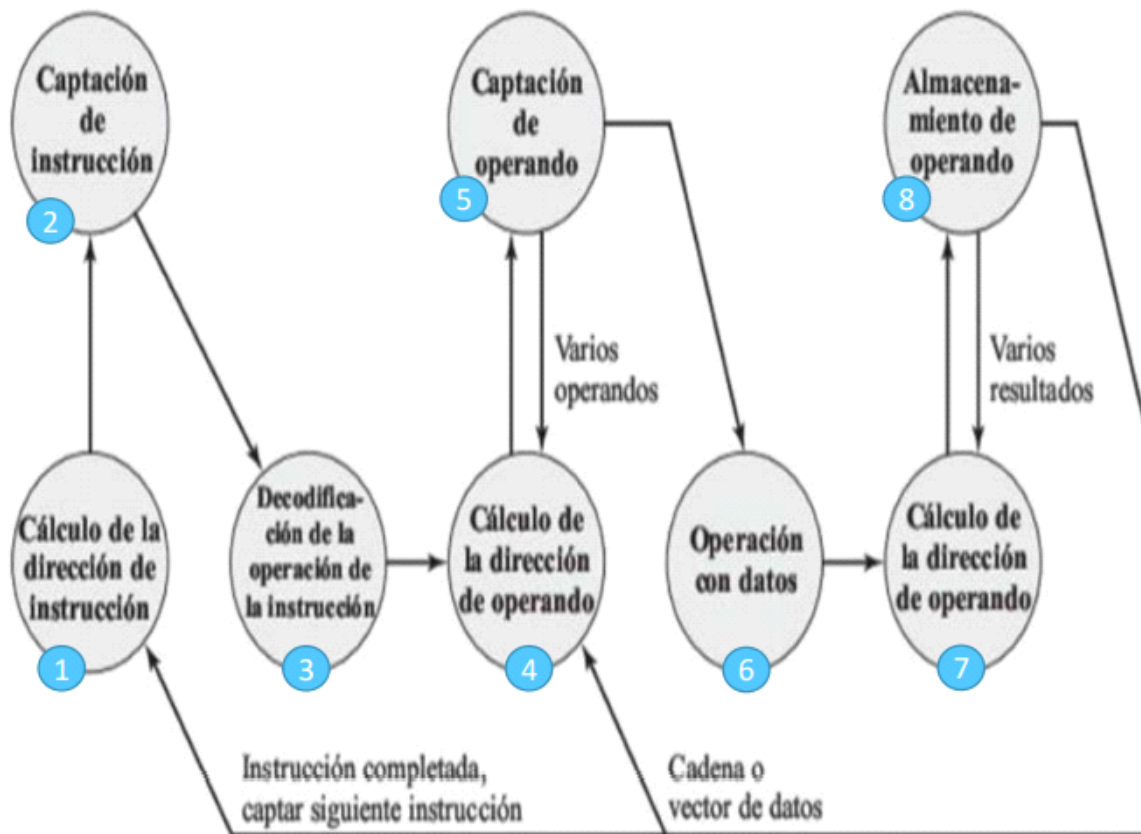 Captación
de
instrucción
2
Captación
de
operando
5
Almacena-
miento de
operando
8
Varios
operandos
Varios
resultados
Cálculo de la
dirección de
instrucción
1
Decodifica-
ción de la
operación de
la instrucción
3
Cálculo de
la dirección
de operando
4
Operación
con datos
6
Cálculo de
la dirección
de operando
7
Instrucción completada,
captar siguiente instrucción
Cadena o
vector de datos